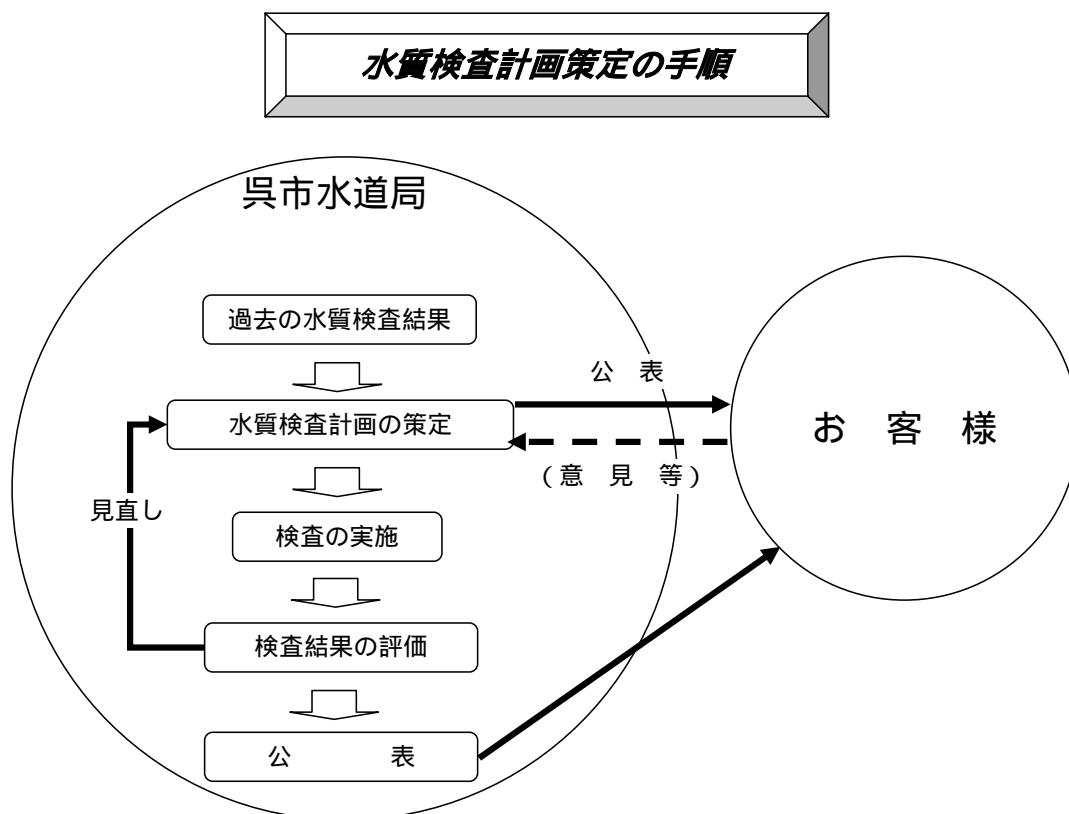 水質検査計画策定の手順
呉市水道局
過去の水質検査結果
公　表
水質検査計画の策定
お　客　様
（意　見　等）
見直し
検査の実施
検査結果の評価
公　　　表